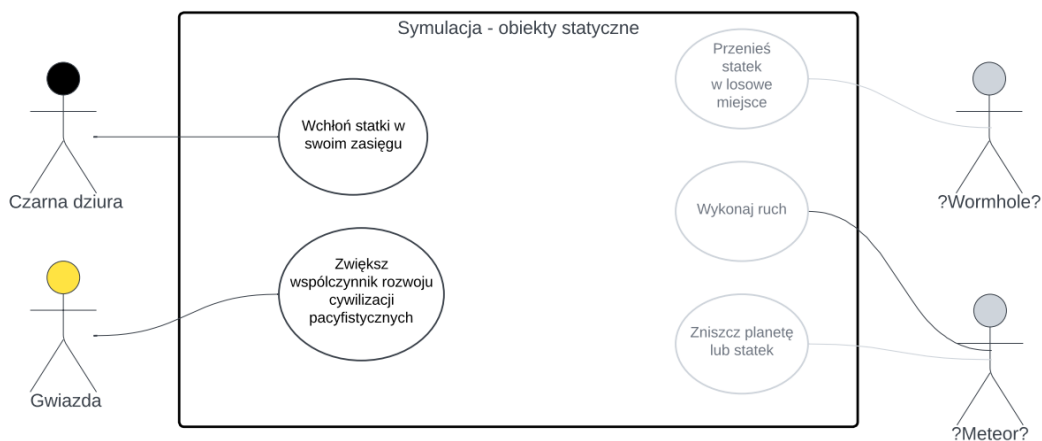 Symulacja - obiekty statyczne
Wchłoń statki w
swoim zasięgu
Czarna dziura
Zwiększ
współczynnik rozwoju
cywilizacji
pacyfistycznych
Gwiazda
Przenieś
statek
w losowe
miejsce
?Wormhole?
Wykonaj ruch
Zniszcz planetę
lub statek
?Meteor?